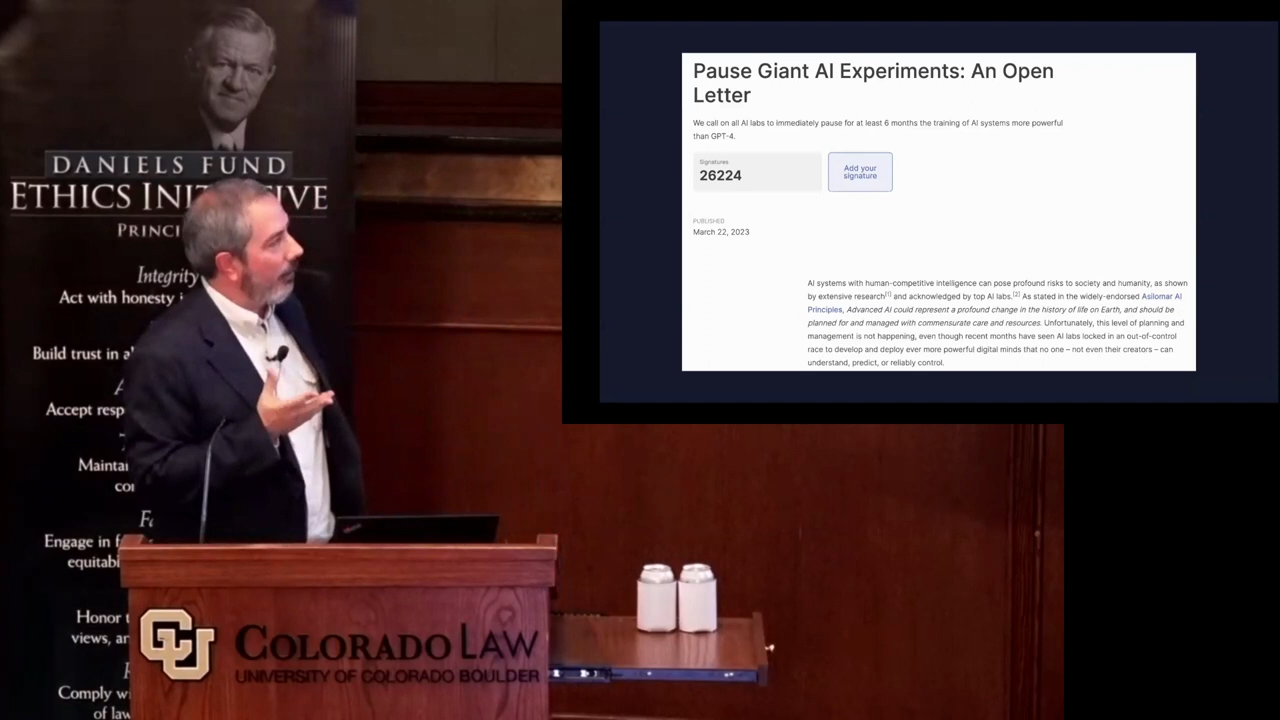 DANIELS FUND
ETHICS INITIATIVE
PRINCI
Integrity
Act with honesty i
Build trust in al
A
Accept resp
Maintai
co
F
Engage in f
equitabl
Honor t
views, an
R
Comply wi
of law
CU
COLORADO LAW
UNIVERSITY OF COLORADO BOULDER
Pause Giant AI Experiments: An Open
Letter
We call on all AI labs to immediately pause for at least 6 months the training of AI systems more powerful
than GPT-4.
Signatures
26224
Add your
signature
PUBLISHED
March 22, 2023
AI systems with human-competitive intelligence can pose profound risks to society and humanity, as shown
by extensive research[1] and acknowledged by top AI labs.[2] As stated in the widely-endorsed Asilomar AI
Principles, Advanced AI could represent a profound change in the history of life on Earth, and should be
planned for and managed with commensurate care and resources. Unfortunately, this level of planning and
management is not happening, even though recent months have seen AI labs locked in an out-of-control
race to develop and deploy ever more powerful digital minds that no one – not even their creators – can
understand, predict, or reliably control.